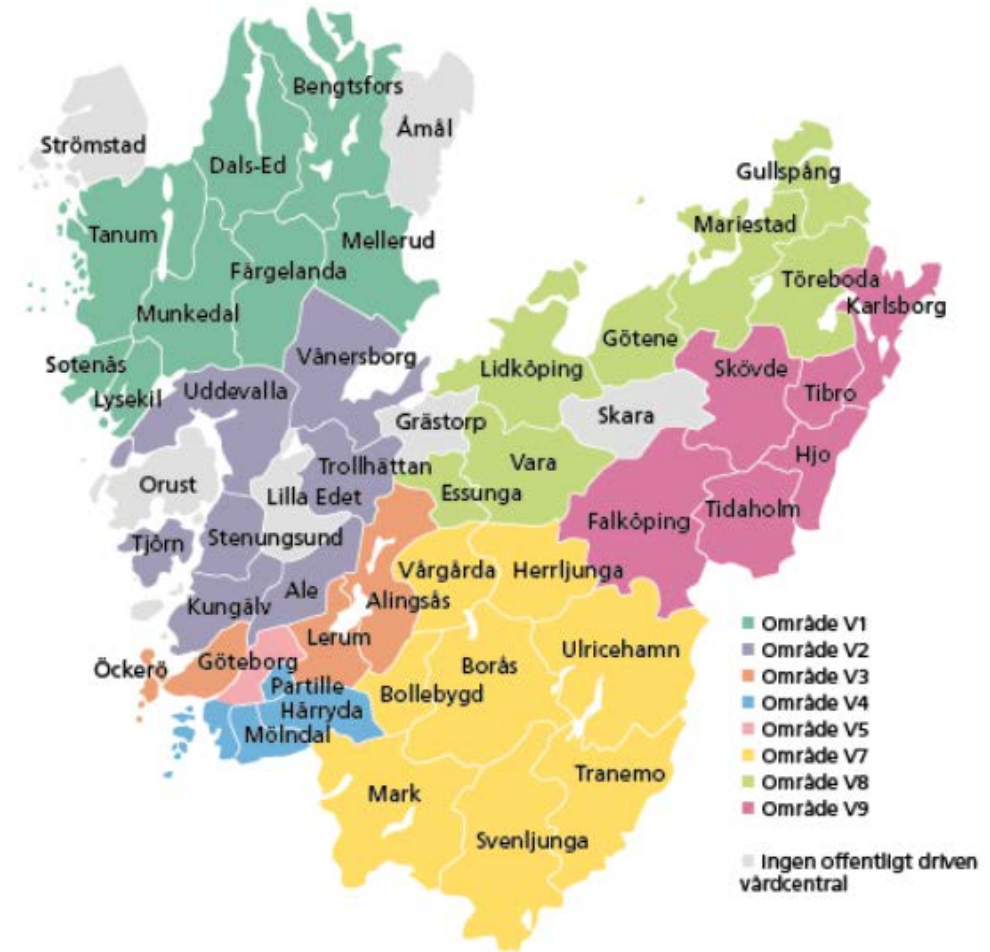 Bengtsfors
Åmål
Strömstad
Dals-Ed
Gullspång
Mariestad
Tanum
Mellerud
Färgelanda
Töreboda
Karlsborg
Munkedal
Götene
Vänersborg
Sotenäs
Lidköping
Skövde
Uddevalla
Tibro
Lysekil
Grästorp
Skara
Hjo
Trollhättan
Vara
Orust
Lilla Edet
Essunga
Tidaholm
Falköping
Tjörn
Stenungsund
Vårgårda
Herrljunga
Ale
Alingsås
Kungälv
Lerum
Ulricehamn
Öckerö
Göteborg
Borås
Partille
Bollebygd
Härryda
Mölndal
Tranemo
Mark
Svenljunga
Område V1
Område V2
Område V3
Område V4
Område V5
Område V7
Område V8
Område V9
Ingen offentligt driven
vårdcentral